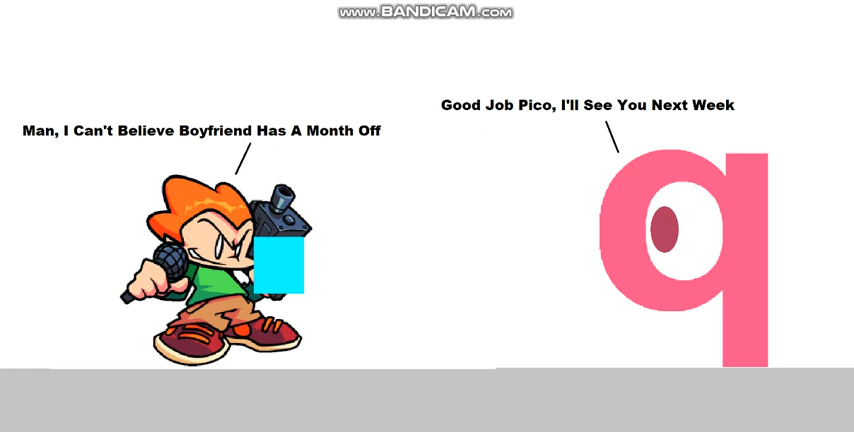 www.BANDICAM.com
Good Job Pico, I'll See You Next Week
Man, I Can't Believe Boyfriend Has A Month Off
q